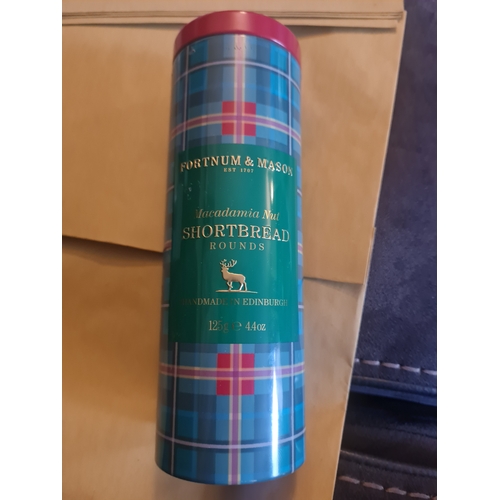 FORTNUM & MASON
EST 1707
Macadamia Nut
SHORTBREAD
ROUNDS
HANDMADE IN EDINBURGH
125g ℮ 4.4oz